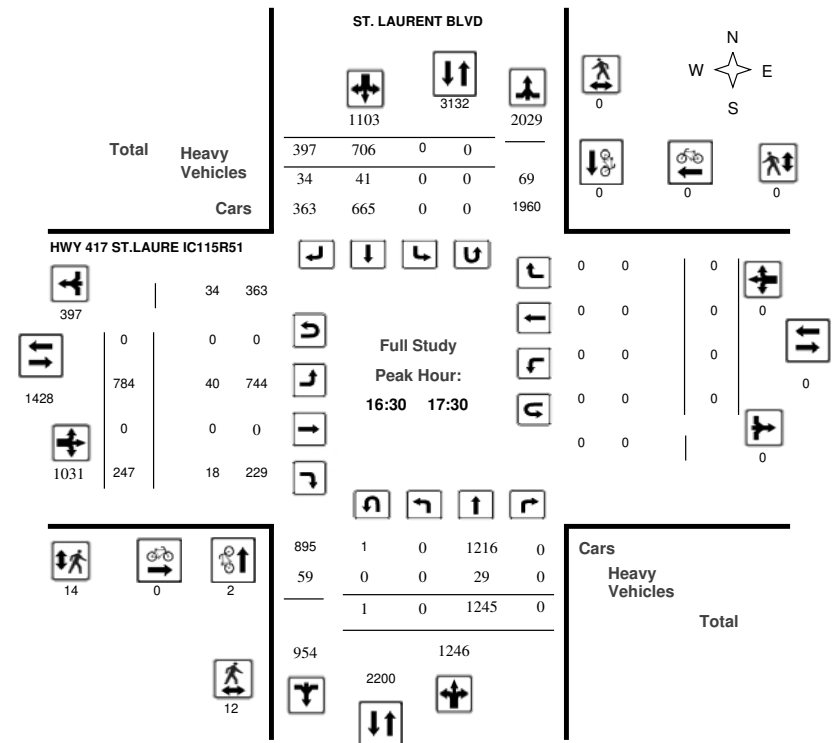 ST. LAURENT BLVD
N
W E
S
1103 3132 2029 0
Total Heavy Vehicles 397 706 0 0
34 41 0 0 69 0 0 0
Cars 363 665 0 0 1960
HWY 417 ST.LAURE IC115R51
34 363 0 0 0
397 0
0 0 0 0 0 0
Full Study
1428 784 40 744 Peak Hour: 0 0 0 0
16:30 17:30 0 0 0
0 0 0
0 0 0
1031 247 18 229
895 1 0 1216 0 Cars
14 0 2 59 0 0 29 0 Heavy Vehicles
1 0 1245 0 Total
954 1246
2200
12